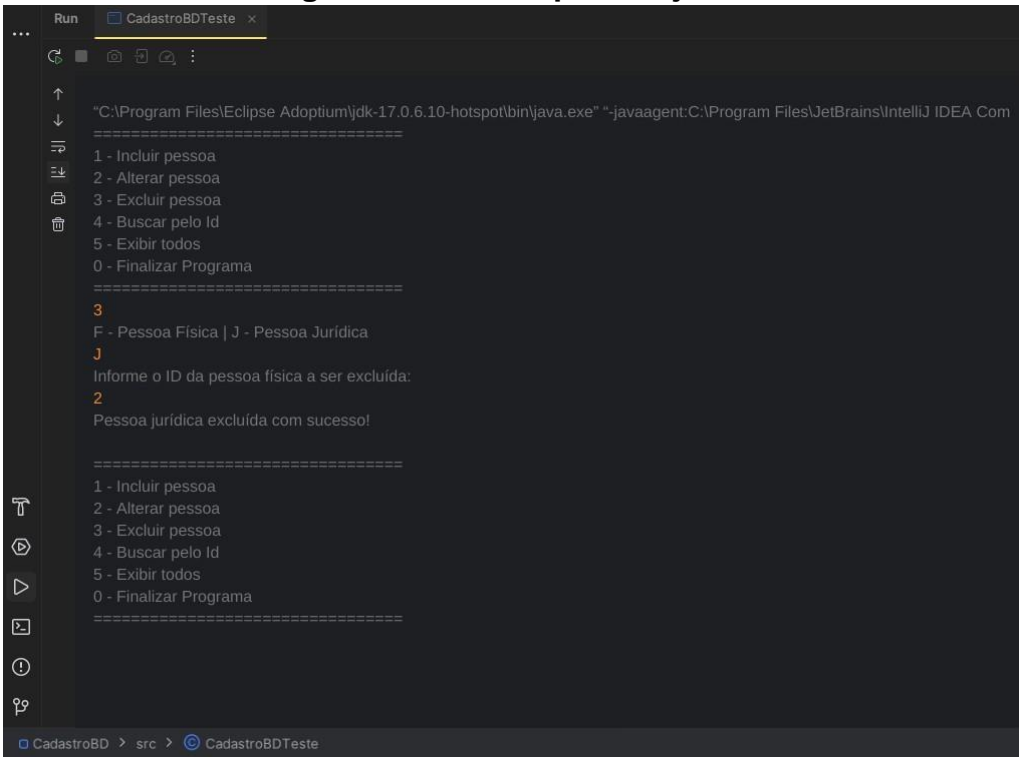 Run CadastroBDTeste ×
"C:\Program Files\Eclipse Adoptium\jdk-17.0.6.10-hotspot\bin\java.exe" "-javaagent:C:\Program Files\JetBrains\IntelliJ IDEA Com
=================================
1 - Incluir pessoa
2 - Alterar pessoa
3 - Excluir pessoa
4 - Buscar pelo Id
5 - Exibir todos
0 - Finalizar Programa
=================================
3
F - Pessoa Física | J - Pessoa Jurídica
J
Informe o ID da pessoa física a ser excluída:
2
Pessoa jurídica excluída com sucesso!
=================================
1 - Incluir pessoa
2 - Alterar pessoa
3 - Excluir pessoa
4 - Buscar pelo Id
5 - Exibir todos
0 - Finalizar Programa
=================================
CadastroBD > src > CadastroBDTeste